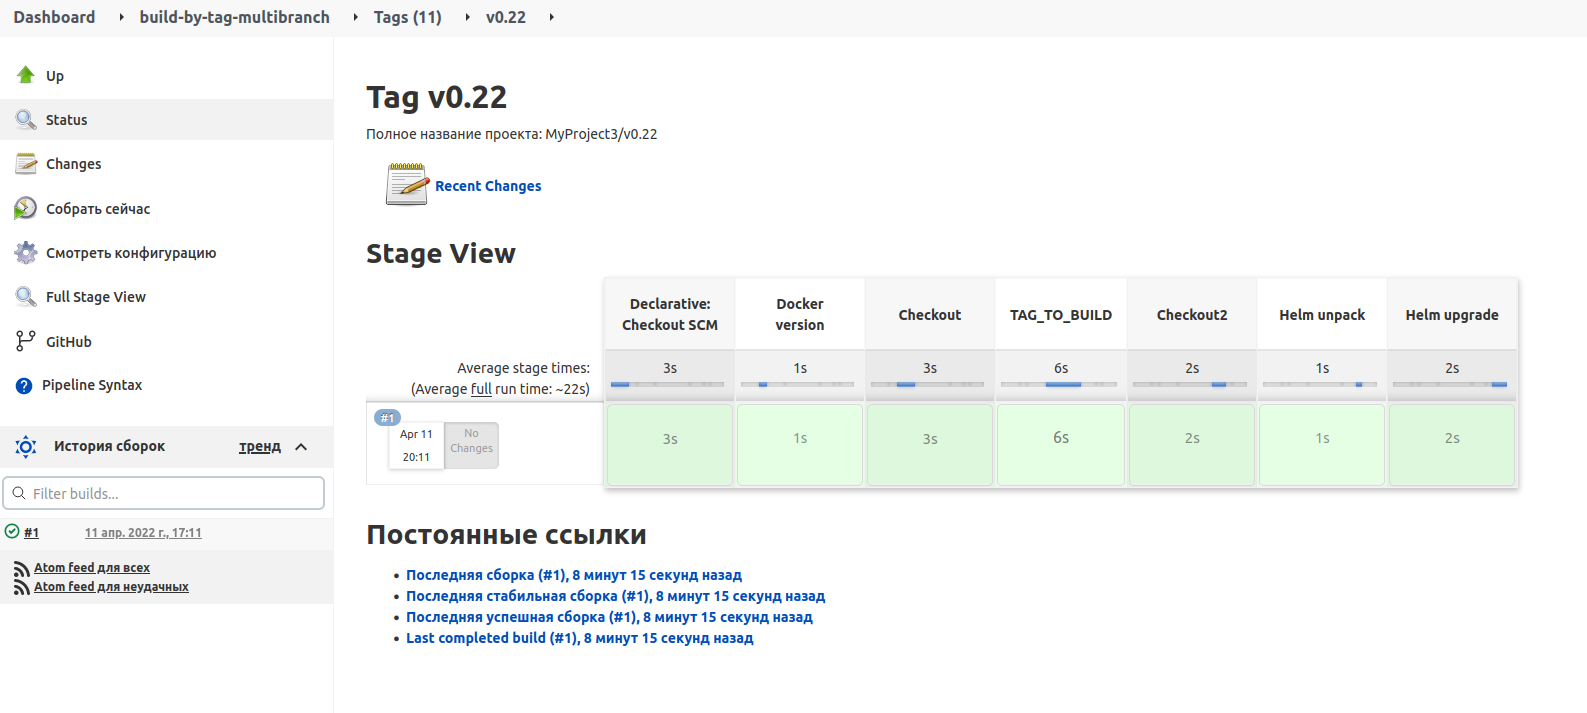 Dashboard build-by-tag-multibranch Tags (11) v0.22
Up
Status
Changes
Собрать сейчас
Смотреть конфигурацию
Full Stage View
GitHub
Pipeline Syntax
История сборок тренд
Filter builds...
#1 11 апр. 2022 г., 17:11
Atom feed для всех
Atom feed для неудачных
Tag v0.22
Полное название проекта: MyProject3/v0.22
Recent Changes
Stage View
Declarative: Checkout SCM
Docker version
Checkout
TAG_TO_BUILD
Checkout2
Helm unpack
Helm upgrade
Average stage times:
(Average full run time: ~22s)
3s 1s 3s 6s 2s 1s 2s
#1
Apr 11
20:11
No
Changes
3s 1s 3s 6s 2s 1s 2s
Постоянные ссылки
Последняя сборка (#1), 8 минут 15 секунд назад
Последняя стабильная сборка (#1), 8 минут 15 секунд назад
Последняя успешная сборка (#1), 8 минут 15 секунд назад
Last completed build (#1), 8 минут 15 секунд назад